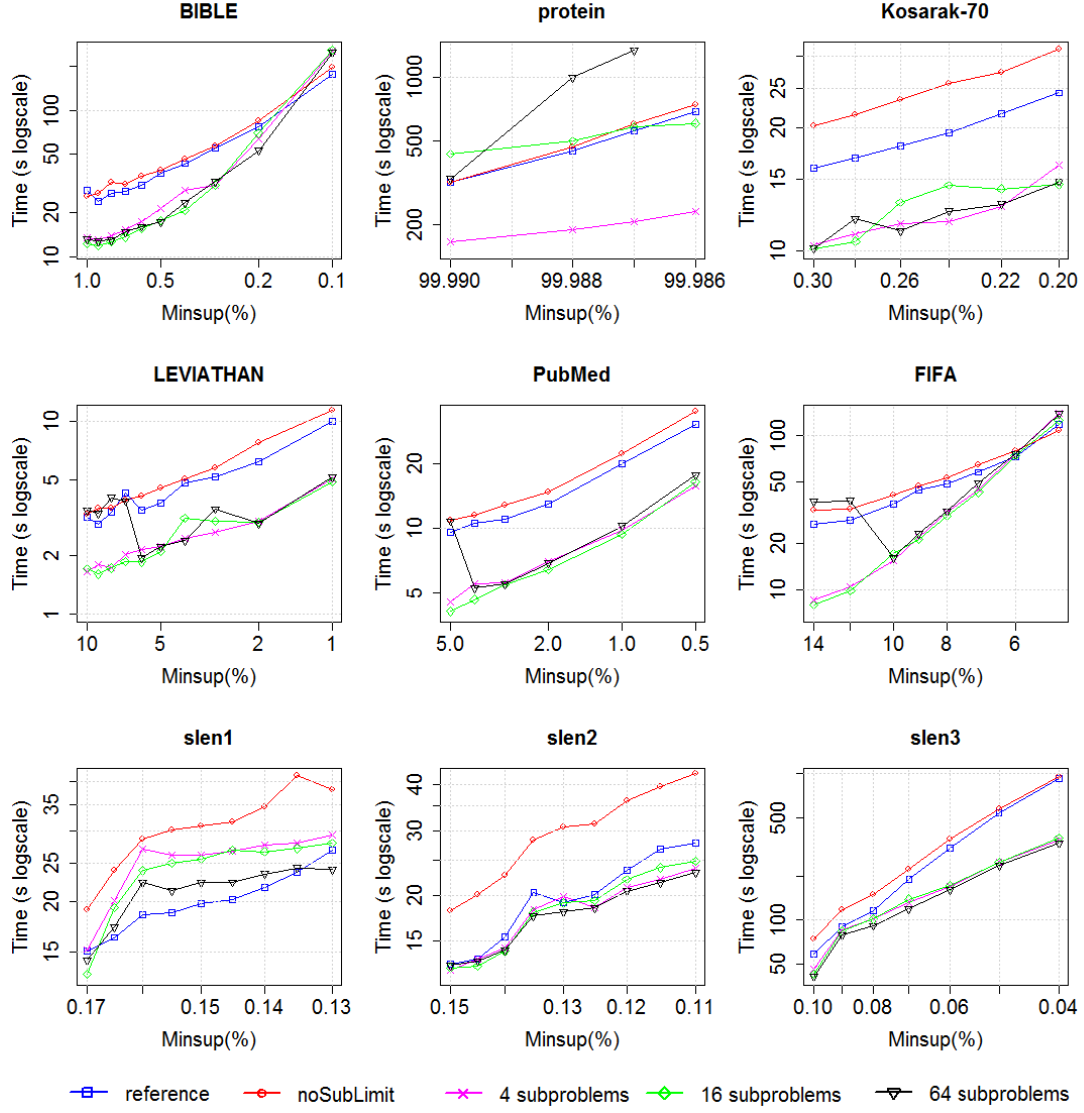 BIBLE
Time (s logscale)
100
50
20
10
1.0
0.5
0.2
0.1
Minsup(%)
protein
Time (s logscale)
1000
500
200
99.990
99.988
99.986
Minsup(%)
Kosarak-70
Time (s logscale)
25
20
15
10
0.30
0.26
0.22
0.20
Minsup(%)
LEVIATHAN
Time (s logscale)
10
5
2
1
10
5
2
1
Minsup(%)
PubMed
Time (s logscale)
20
10
5
5.0
2.0
1.0
0.5
Minsup(%)
FIFA
Time (s logscale)
100
50
20
10
14
10
8
6
Minsup(%)
slen1
Time (s logscale)
35
25
20
15
0.17
0.15
0.14
0.13
Minsup(%)
slen2
Time (s logscale)
40
30
20
15
0.15
0.13
0.12
0.11
Minsup(%)
slen3
Time (s logscale)
500
100
50
0.10
0.08
0.06
0.04
Minsup(%)
reference
noSubLimit
4 subproblems
16 subproblems
64 subproblems